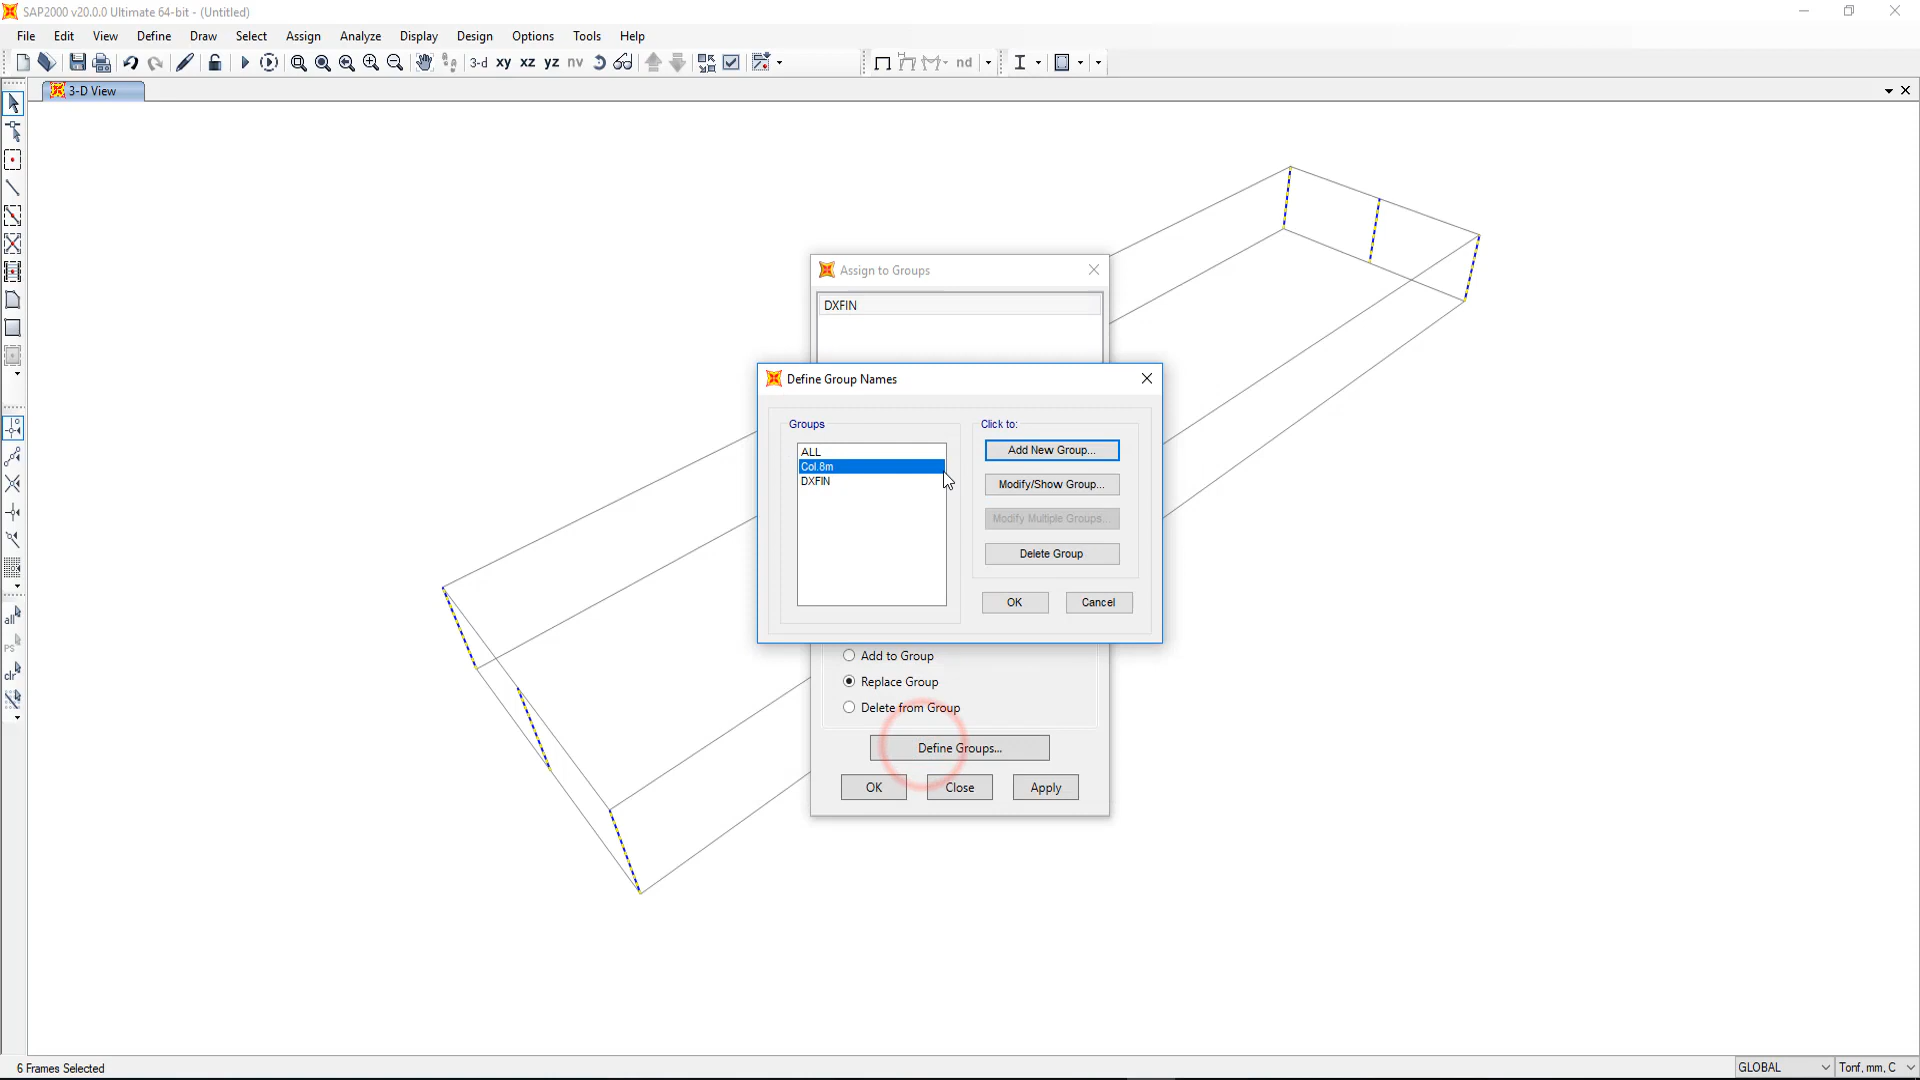 SAP2000 v20.0.0 Ultimate 64-bit - (Untitled)
File Edit View Define Draw Select Assign Analyze Display Design Options Tools Help
3-d xy xz yz nv nd
3-D View
Assign to Groups
DXFIN
Define Group Names
Groups
Click to:
ALL
Col.8m
DXFIN
Add New Group...
Modify/Show Group...
Modify Multiple Groups...
Delete Group
OK Cancel
Add to Group
Replace Group
Delete from Group
Define Groups...
OK Close Apply
all
ps
clr
6 Frames Selected
GLOBAL
Tonf, mm, C